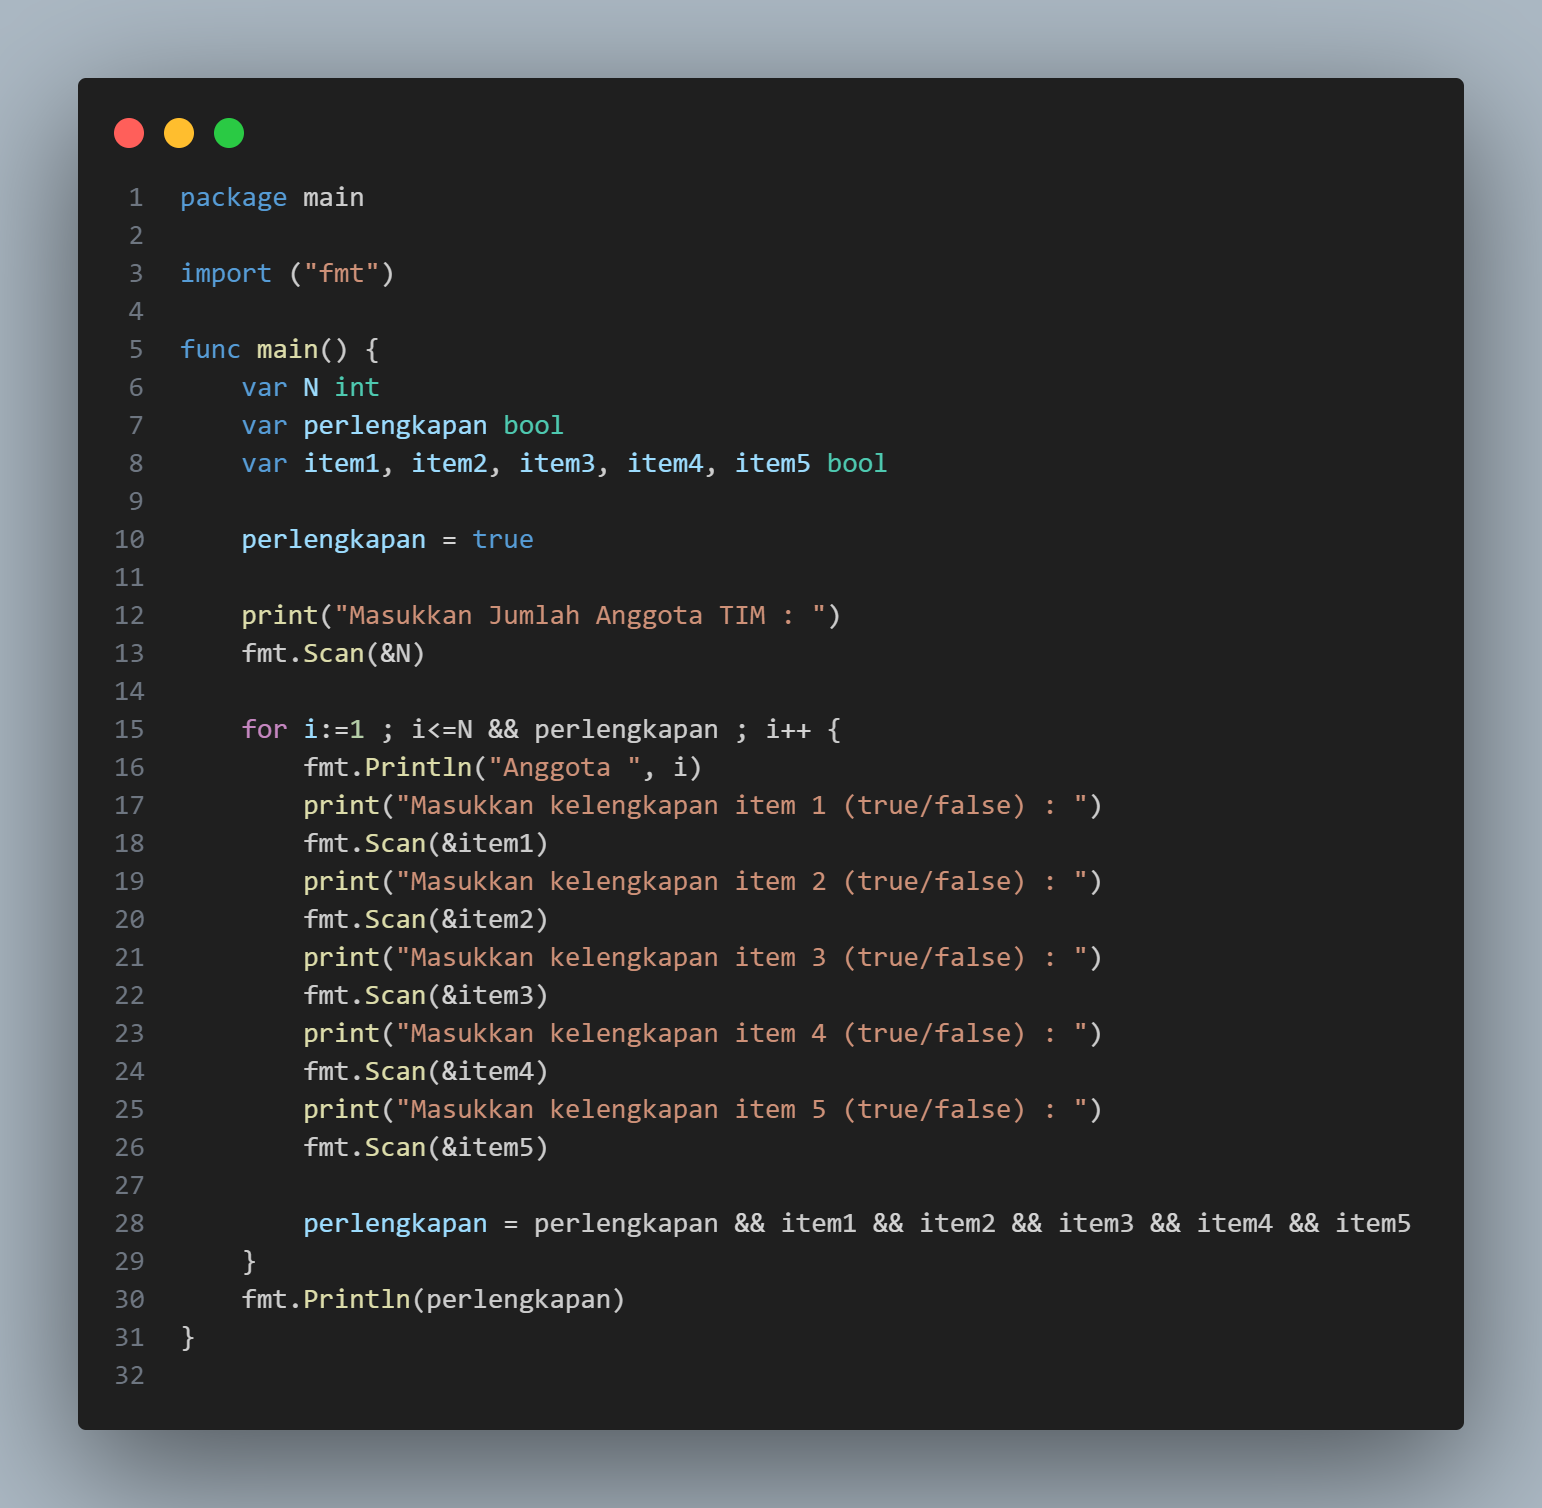 1 package main
2
3 import ("fmt")
4
5 func main() {
6     var N int
7     var perlengkapan bool
8     var item1, item2, item3, item4, item5 bool
9
10     perlengkapan = true
11
12     print("Masukkan Jumlah Anggota TIM : ")
13     fmt.Scan(&N)
14
15     for i:=1 ; i<=N && perlengkapan ; i++ {
16         fmt.Println("Anggota ", i)
17         print("Masukkan kelengkapan item 1 (true/false) : ")
18         fmt.Scan(&item1)
19         print("Masukkan kelengkapan item 2 (true/false) : ")
20         fmt.Scan(&item2)
21         print("Masukkan kelengkapan item 3 (true/false) : ")
22         fmt.Scan(&item3)
23         print("Masukkan kelengkapan item 4 (true/false) : ")
24         fmt.Scan(&item4)
25         print("Masukkan kelengkapan item 5 (true/false) : ")
26         fmt.Scan(&item5)
27
28         perlengkapan = perlengkapan && item1 && item2 && item3 && item4 && item5
29     }
30     fmt.Println(perlengkapan)
31 }
32